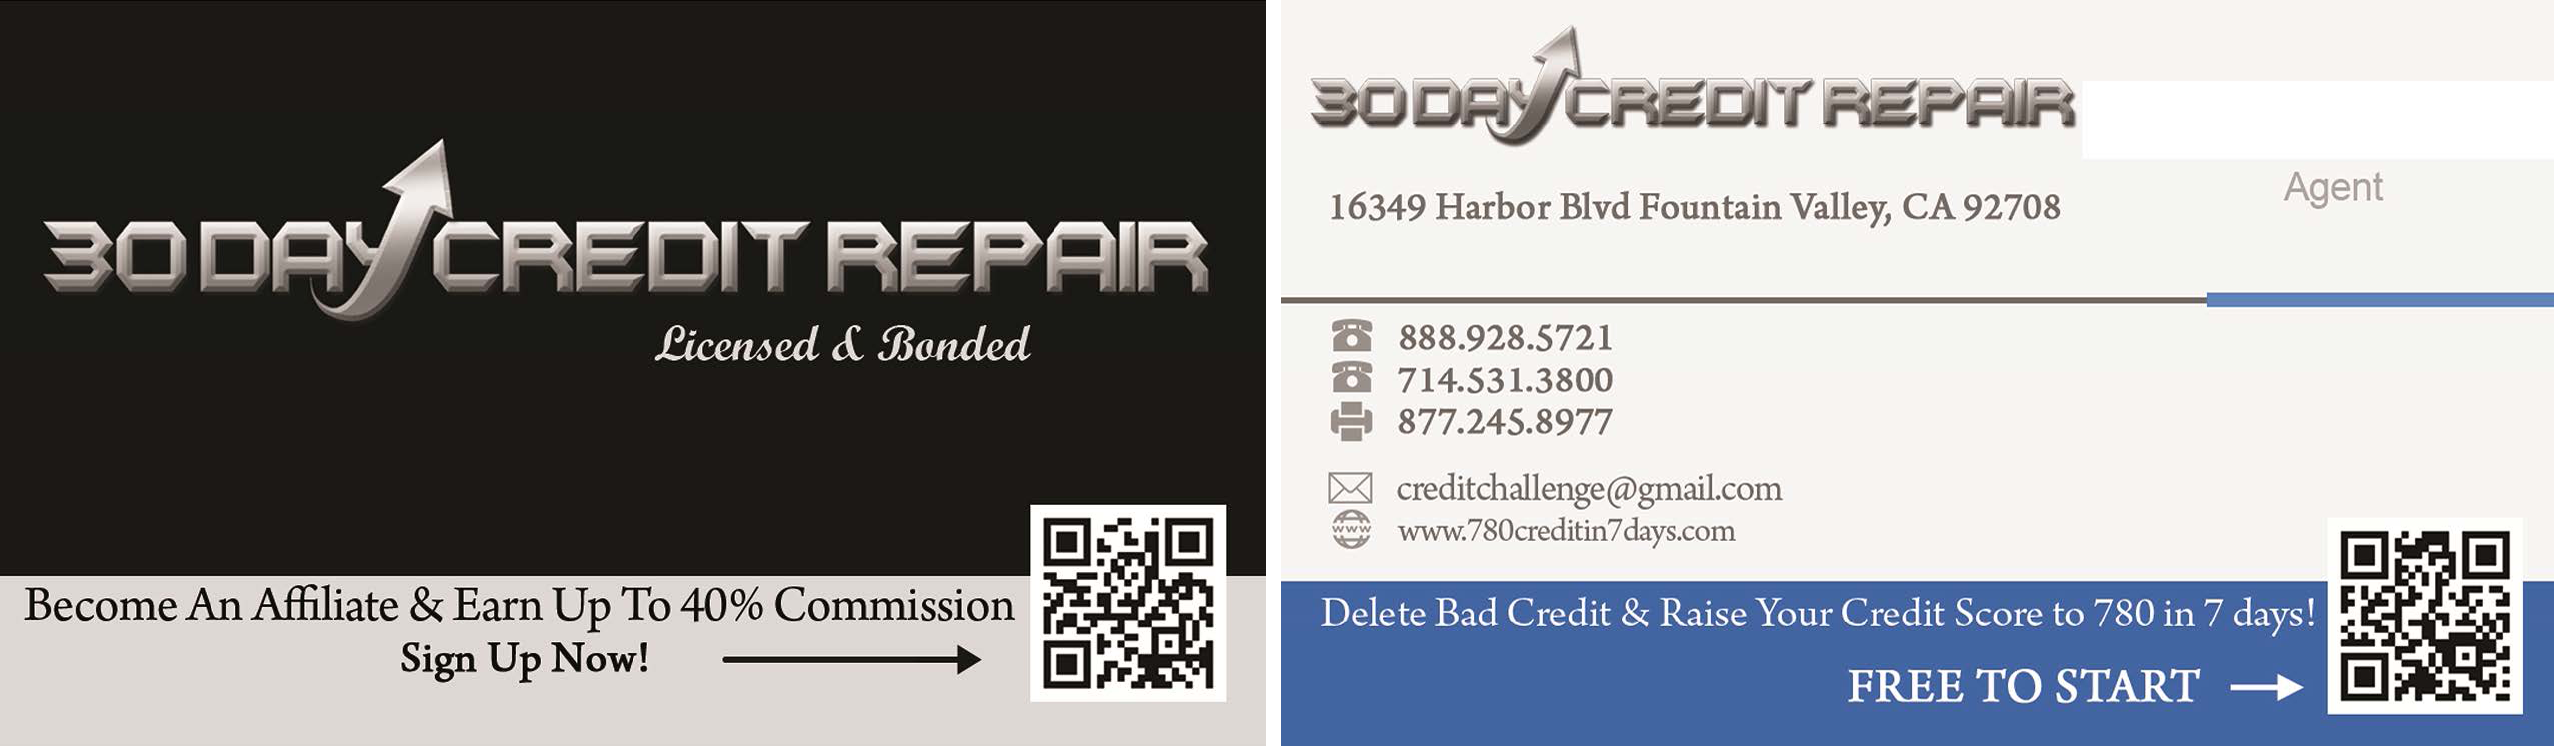 30 DAY CREDIT REPAIR
Licensed & Bonded
Become An Affiliate & Earn Up To 40% Commission
Sign Up Now!
30 DAY CREDIT REPAIR
16349 Harbor Blvd Fountain Valley, CA 92708
Agent
888.928.5721
714.531.3800
877.245.8977
creditchallenge@gmail.com
www
www.780creditin7days.com
Delete Bad Credit & Raise Your Credit Score to 780 in 7 days!
FREE TO START